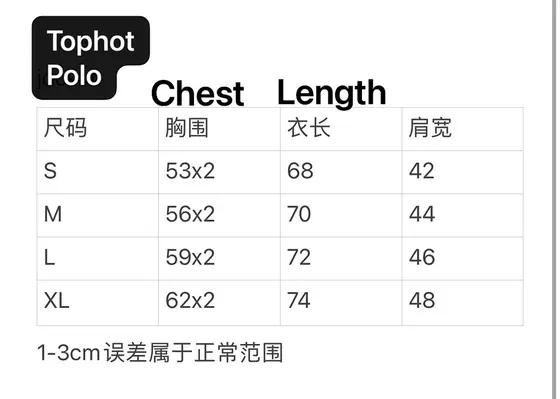 Tophot
Polo
Chest Length
尺码 胸围 衣长 肩宽
S 53x2 68 42
M 56x2 70 44
L 59x2 72 46
XL 62x2 74 48
1-3cm误差属于正常范围